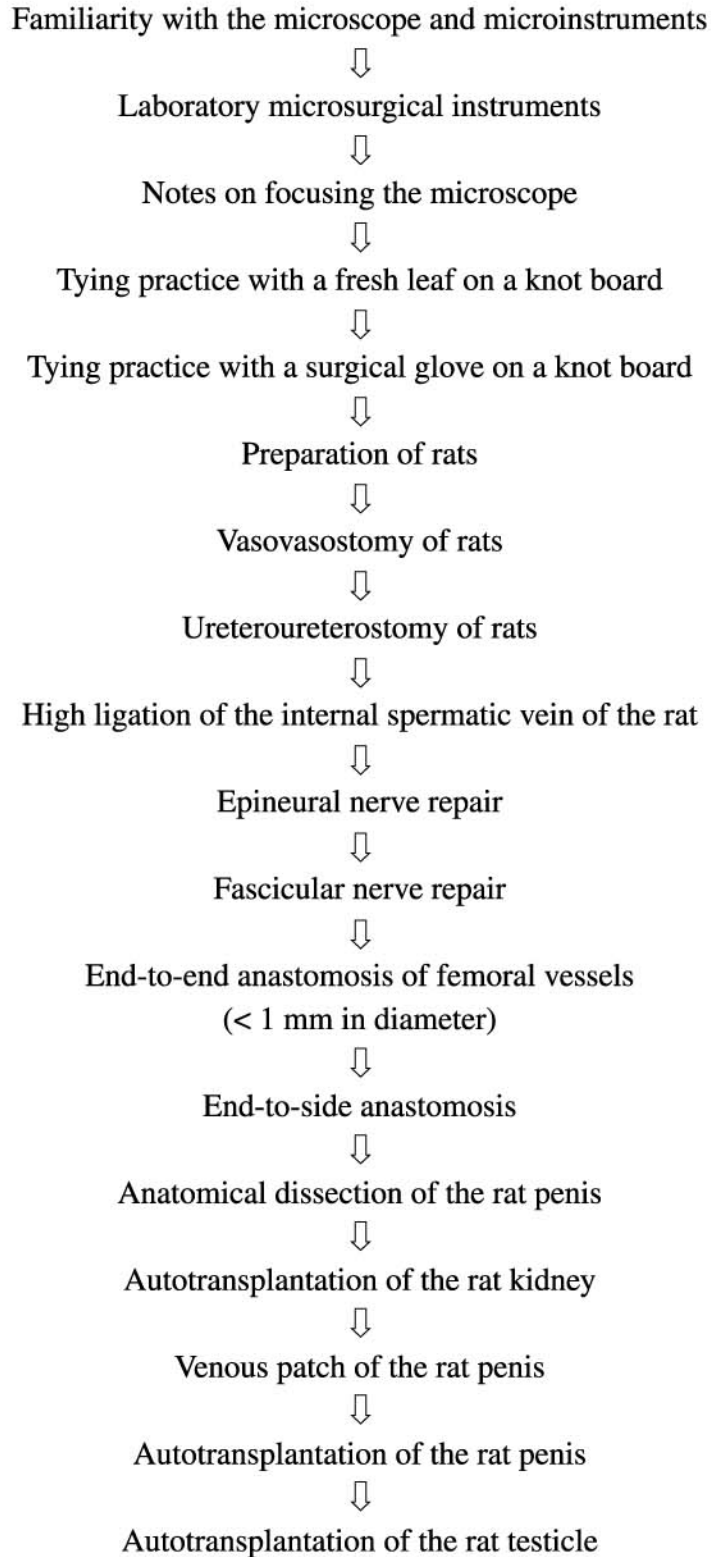 Familiarity with the microscope and microinstruments
⇩
Laboratory microsurgical instruments
⇩
Notes on focusing the microscope
⇩
Tying practice with a fresh leaf on a knot board
⇩
Tying practice with a surgical glove on a knot board
⇩
Preparation of rats
⇩
Vasovasostomy of rats
⇩
Ureteroureterostomy of rats
⇩
High ligation of the internal spermatic vein of the rat
⇩
Epineural nerve repair
⇩
Fascicular nerve repair
⇩
End-to-end anastomosis of femoral vessels
(< 1 mm in diameter)
⇩
End-to-side anastomosis
⇩
Anatomical dissection of the rat penis
⇩
Autotransplantation of the rat kidney
⇩
Venous patch of the rat penis
⇩
Autotransplantation of the rat penis
⇩
Autotransplantation of the rat testicle